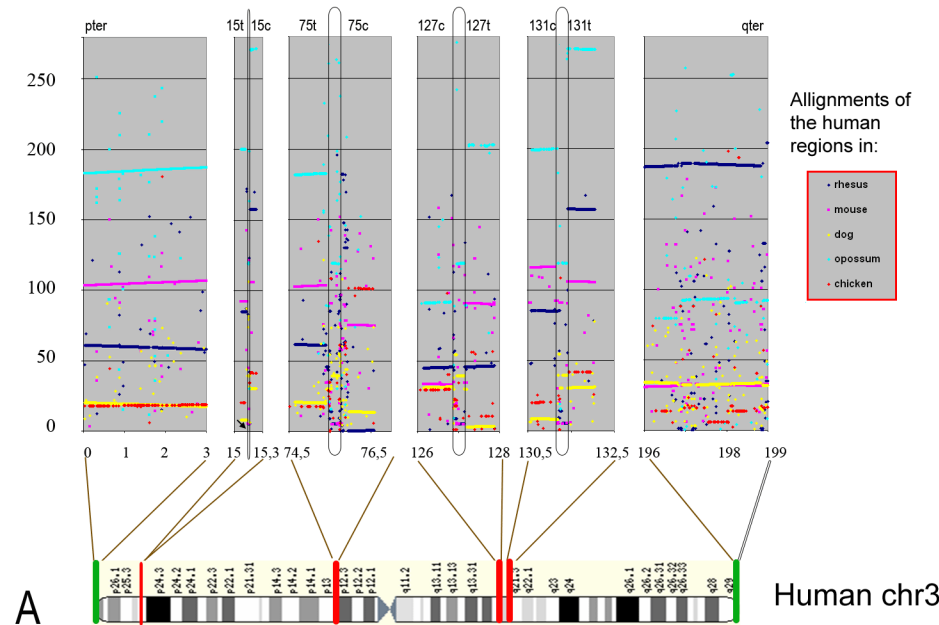 pter 15t 15c 75t 75c 127c 127t 131c 131t qter
250
200
150
100
50
0
Allignments of
the human
regions in:
rhesus
mouse
dog
opossum
chicken
0 1 2 3 15 15,3 74,5 76,5 126 128 130,5 132,5 196 198 199
p26.1 p25.1 p24.3 p24.2 p24.1 p22.3 p22.1 p21.31 p14.3 p14.2 p14.1 p13 p12.3 p12.2 p12.1 q11.2 q13.11 q13.13 q13.31 q21.3 q22.1 q23 q24 q26.1 q26.2 q26.31 q26.32 q26.33 q28 q29
A
Human chr3